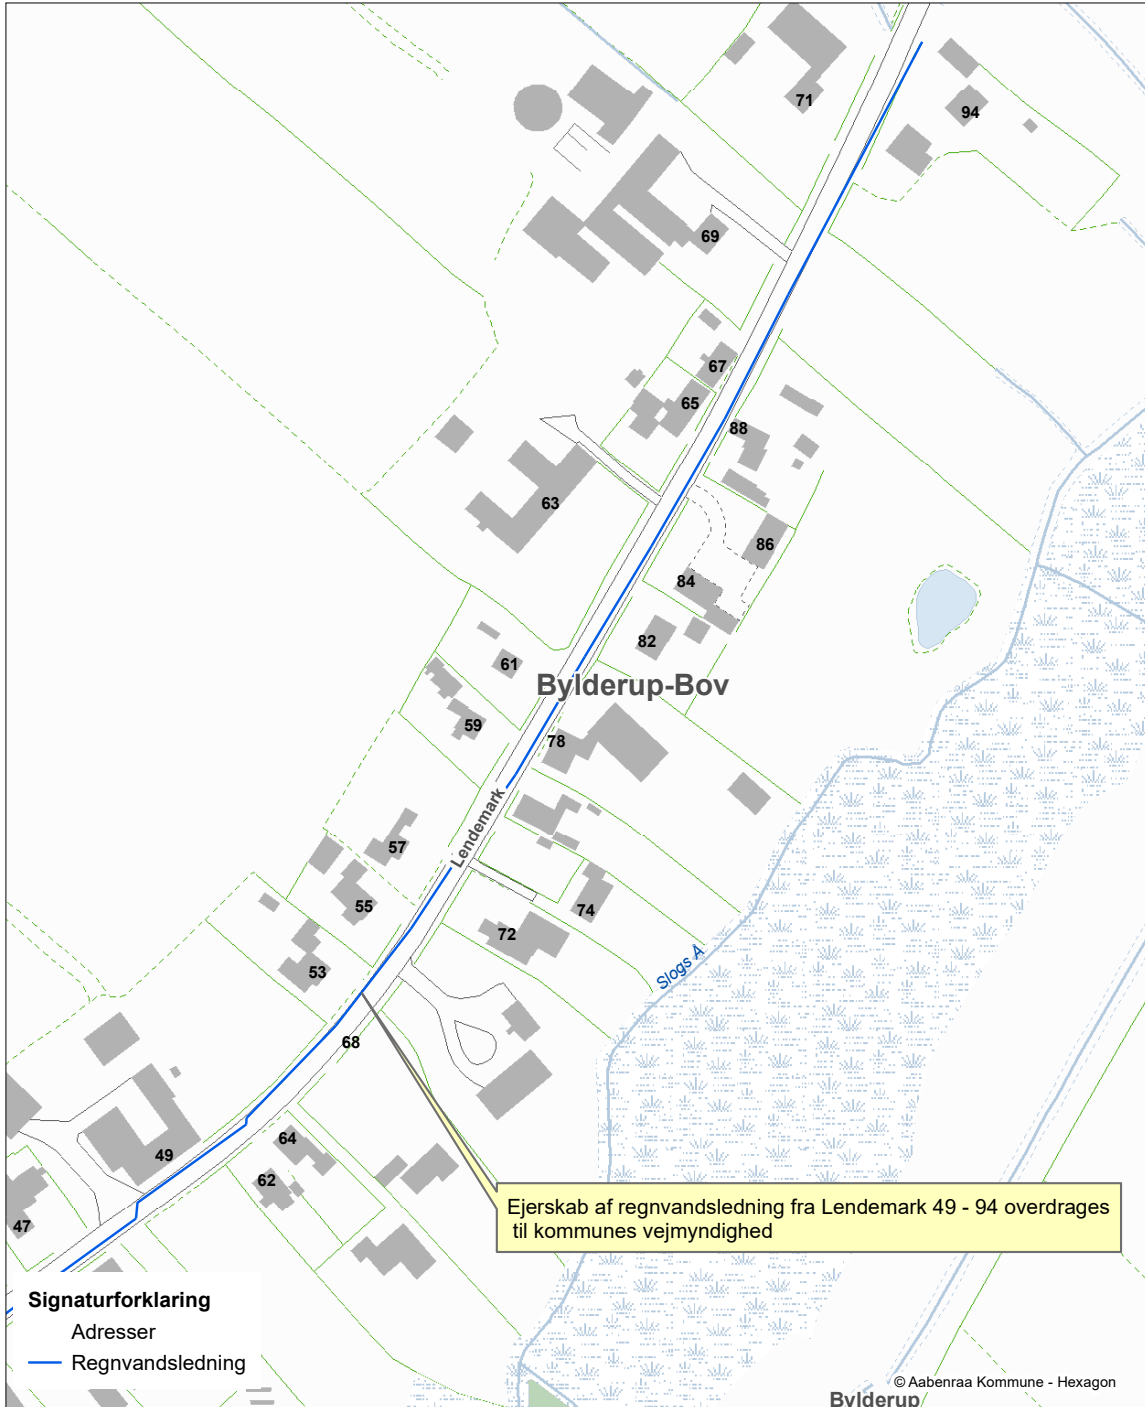 71
94
69
67
65
88
63
86
84
82
61
Bylderup-Bov
59
78
Lendemark
57
55
74
72
53
Slogs Å
68
64
49
62
Ejerskab af regnvandsledning fra Lendemark 49 - 94 overdrages
til kommunes vejmyndighed
47
Signaturforklaring
Adresser
Regnvandsledning
© Aabenraa Kommune - Hexagon
Bylderup